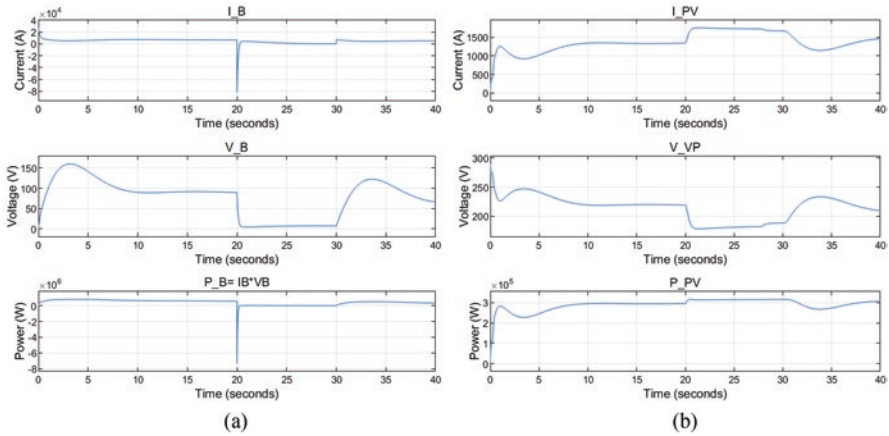 I_B
×10^4
Current (A)
4
2
0
-2
-4
-6
-8
0 5 10 15 20 25 30 35 40
Time (seconds)
V_B
Voltage (V)
150
100
50
0
0 5 10 15 20 25 30 35 40
Time (seconds)
P_B= IB*VB
×10^6
Power (W)
0
-2
-4
-6
-8
0 5 10 15 20 25 30 35 40
Time (seconds)
(a)
I_PV
Current (A)
1500
1000
500
0
0 5 10 15 20 25 30 35 40
Time (seconds)
V_VP
Voltage (V)
300
250
200
0 5 10 15 20 25 30 35 40
Time (seconds)
P_PV
×10^5
Power (W)
3
2
1
0
0 5 10 15 20 25 30 35 40
Time (seconds)
(b)